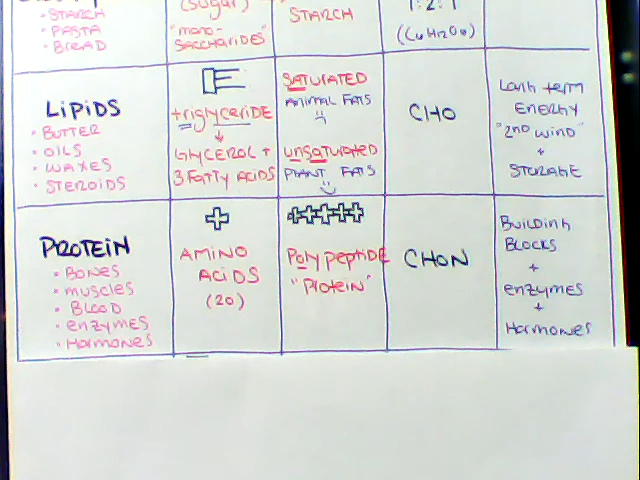 (sugar)
1:2:1
• STARCH
• PASTA
• BREAD
"mono-
SACCHARIDES"
STARCH
(C6H12O6)
LIPIDS
• BUTTER
• OILS
• WAXES
• STEROIDS
triglyceride
GLYCEROL +
3 FATTY ACIDS
SATURATED
ANIMAL FATS
unsaturated
PLANT FATS
CHO
Long term
ENERGY
"2nd WIND"
+
STORAGE
PROTEIN
• BONES
• muscles
• BLOOD
• enzymes
• HORMONES
AMINO
ACIDS
(20)
Polypeptide
"Protein"
CHON
Building
BLOCKS
+
enzymes
+
Hormones